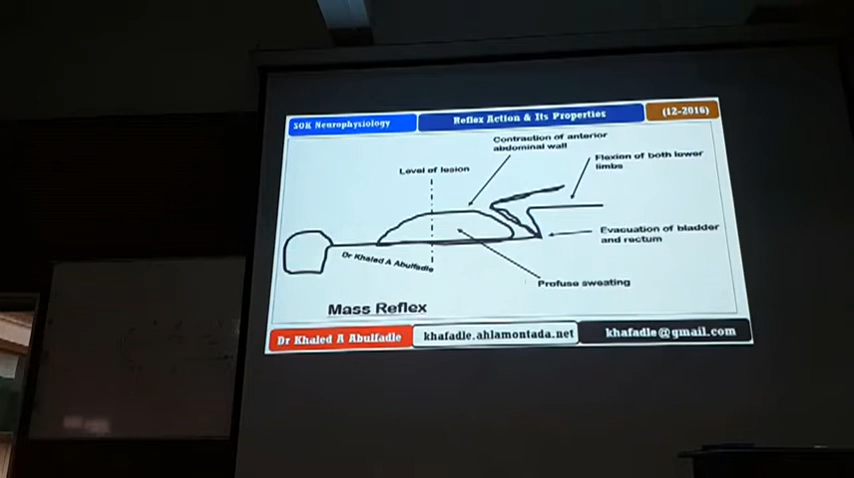 SOK Neurophysiology
Reflex Action & Its Properties
(12-2016)
Contraction of anterior
abdominal wall
Flexion of both lower
limbs
Level of lesion
Evacuation of bladder
and rectum
Dr Khaled A Abulfadle
Profuse sweating
Mass Reflex
Dr Khaled A Abulfadle
khafadle.ahlamontada.net
khafadle@gmail.com